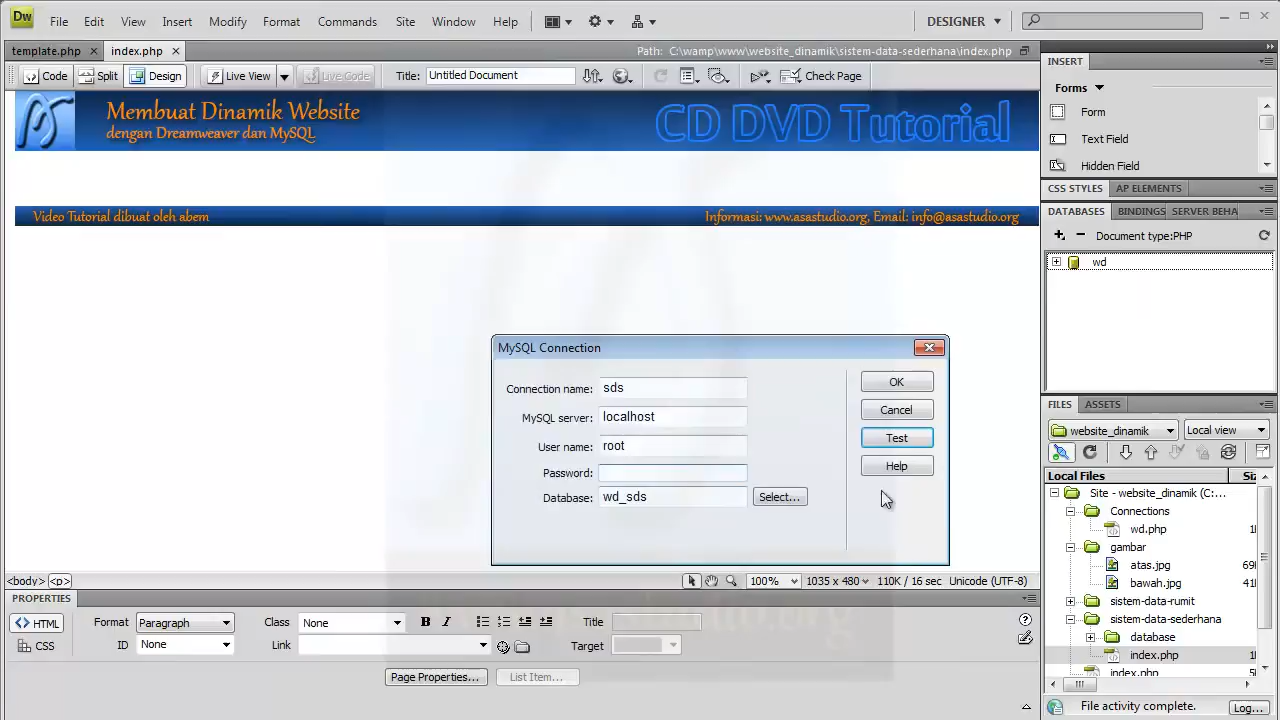 Dw File Edit View Insert Modify Format Commands Site Window Help DESIGNER
template.php index.php Path: C:\wamp\www\website_dinamik\sistem-data-sederhana\index.php
Code Split Design Live View Live Code Title: Untitled Document Check Page
Membuat Dinamik Website
dengan Dreamweaver dan MySQL
CD DVD Tutorial
Video Tutorial dibuat oleh abem
Informasi: www.asastudio.org, Email: info@asastudio.org
MySQL Connection
Connection name: sds
MySQL server: localhost
User name: root
Password:
Database: wd_sds Select...
OK
Cancel
Test
Help
<body> <p> 100% 1035 x 480 110K / 16 sec Unicode (UTF-8)
PROPERTIES
HTML Format Paragraph Class None B I Title
CSS ID None Link Target
Page Properties... List Item...
INSERT
Forms
Form
Text Field
Hidden Field
CSS STYLES AP ELEMENTS
DATABASES BINDINGS SERVER BEHA
Document type:PHP
wd
FILES ASSETS
website_dinamik Local view
Local Files Siz
Site - website_dinamik (C:...
Connections
wd.php 1
gambar
atas.jpg 69
bawah.jpg 41
sistem-data-rumit
sistem-data-sederhana
database
index.php 1
index.php 1
File activity complete. Log...